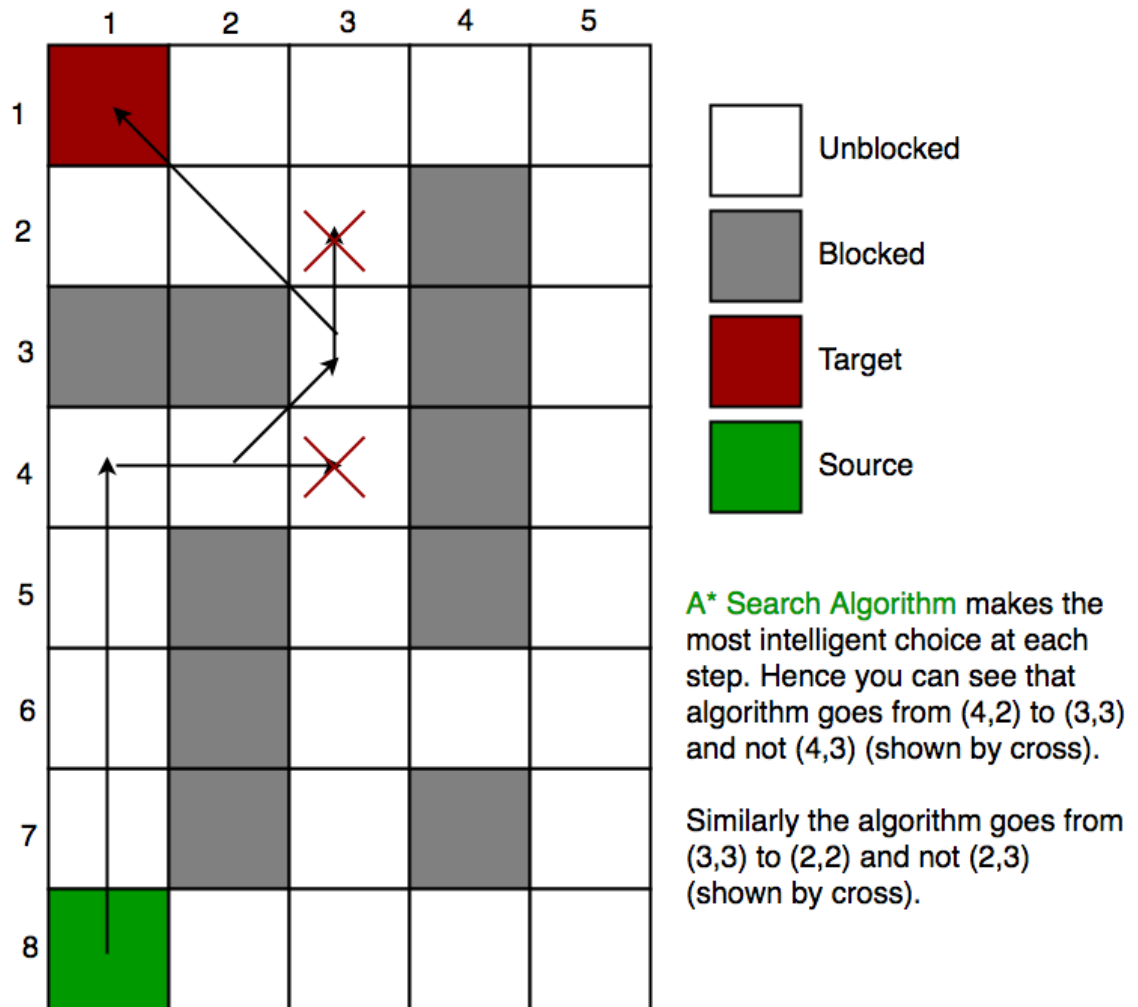 1 2 3 4 5
1
Unblocked
2
Blocked
3
Target
4
Source
5
A* Search Algorithm makes the
most intelligent choice at each
step. Hence you can see that
6
algorithm goes from (4,2) to (3,3)
and not (4,3) (shown by cross).
7
Similarly the algorithm goes from
(3,3) to (2,2) and not (2,3)
(shown by cross).
8